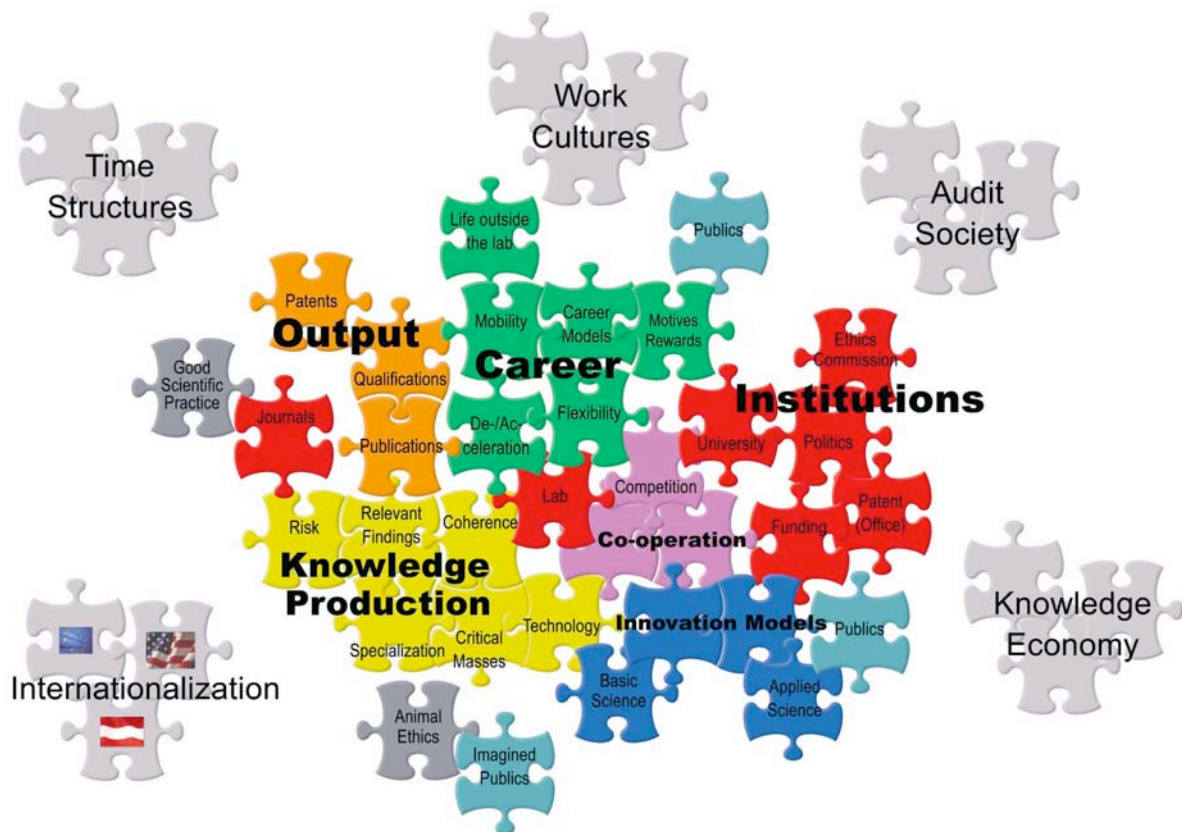 Work
Cultures
Time
Structures
Audit
Society
Life outside
the lab
Publics
Patents
Output
Mobility
Career
Models
Motives
Rewards
Career
Ethics
Commission
Good
Scientific
Practice
Qualifications
Institutions
Journals
Publications
De-/Ac-
celeration
Flexibility
University
Politics
Risk
Relevant
Findings
Coherence
Lab
Competition
Funding
Patent
(Office)
Co-operation
Knowledge
Production
Specialization
Critical
Masses
Technology
Innovation Models
Publics
Knowledge
Economy
Internationalization
Basic
Science
Applied
Science
Animal
Ethics
Imagined
Publics